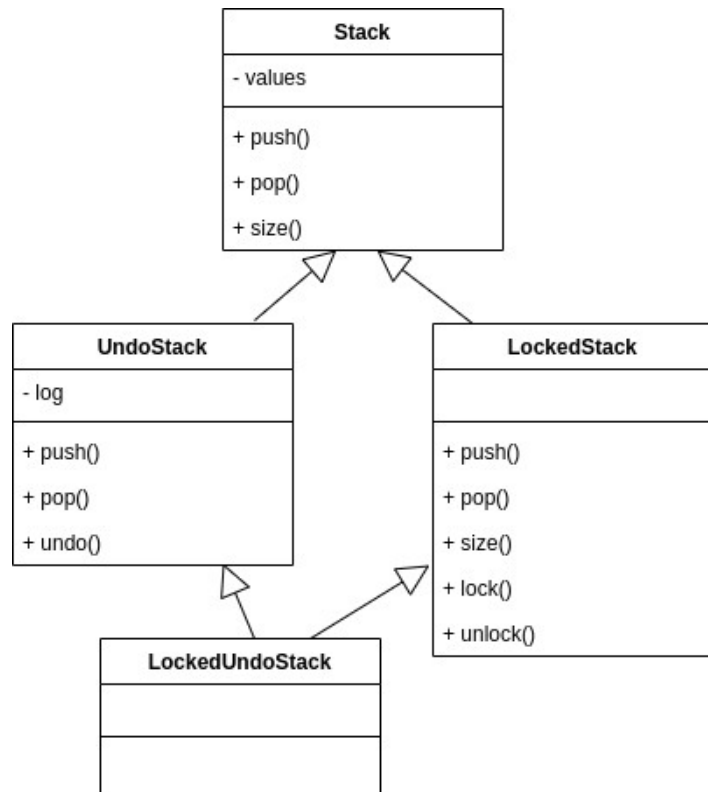 Stack
- values
+ push()
+ pop()
+ size()
UndoStack
- log
+ push()
+ pop()
+ undo()
LockedStack
+ push()
+ pop()
+ size()
+ lock()
+ unlock()
LockedUndoStack